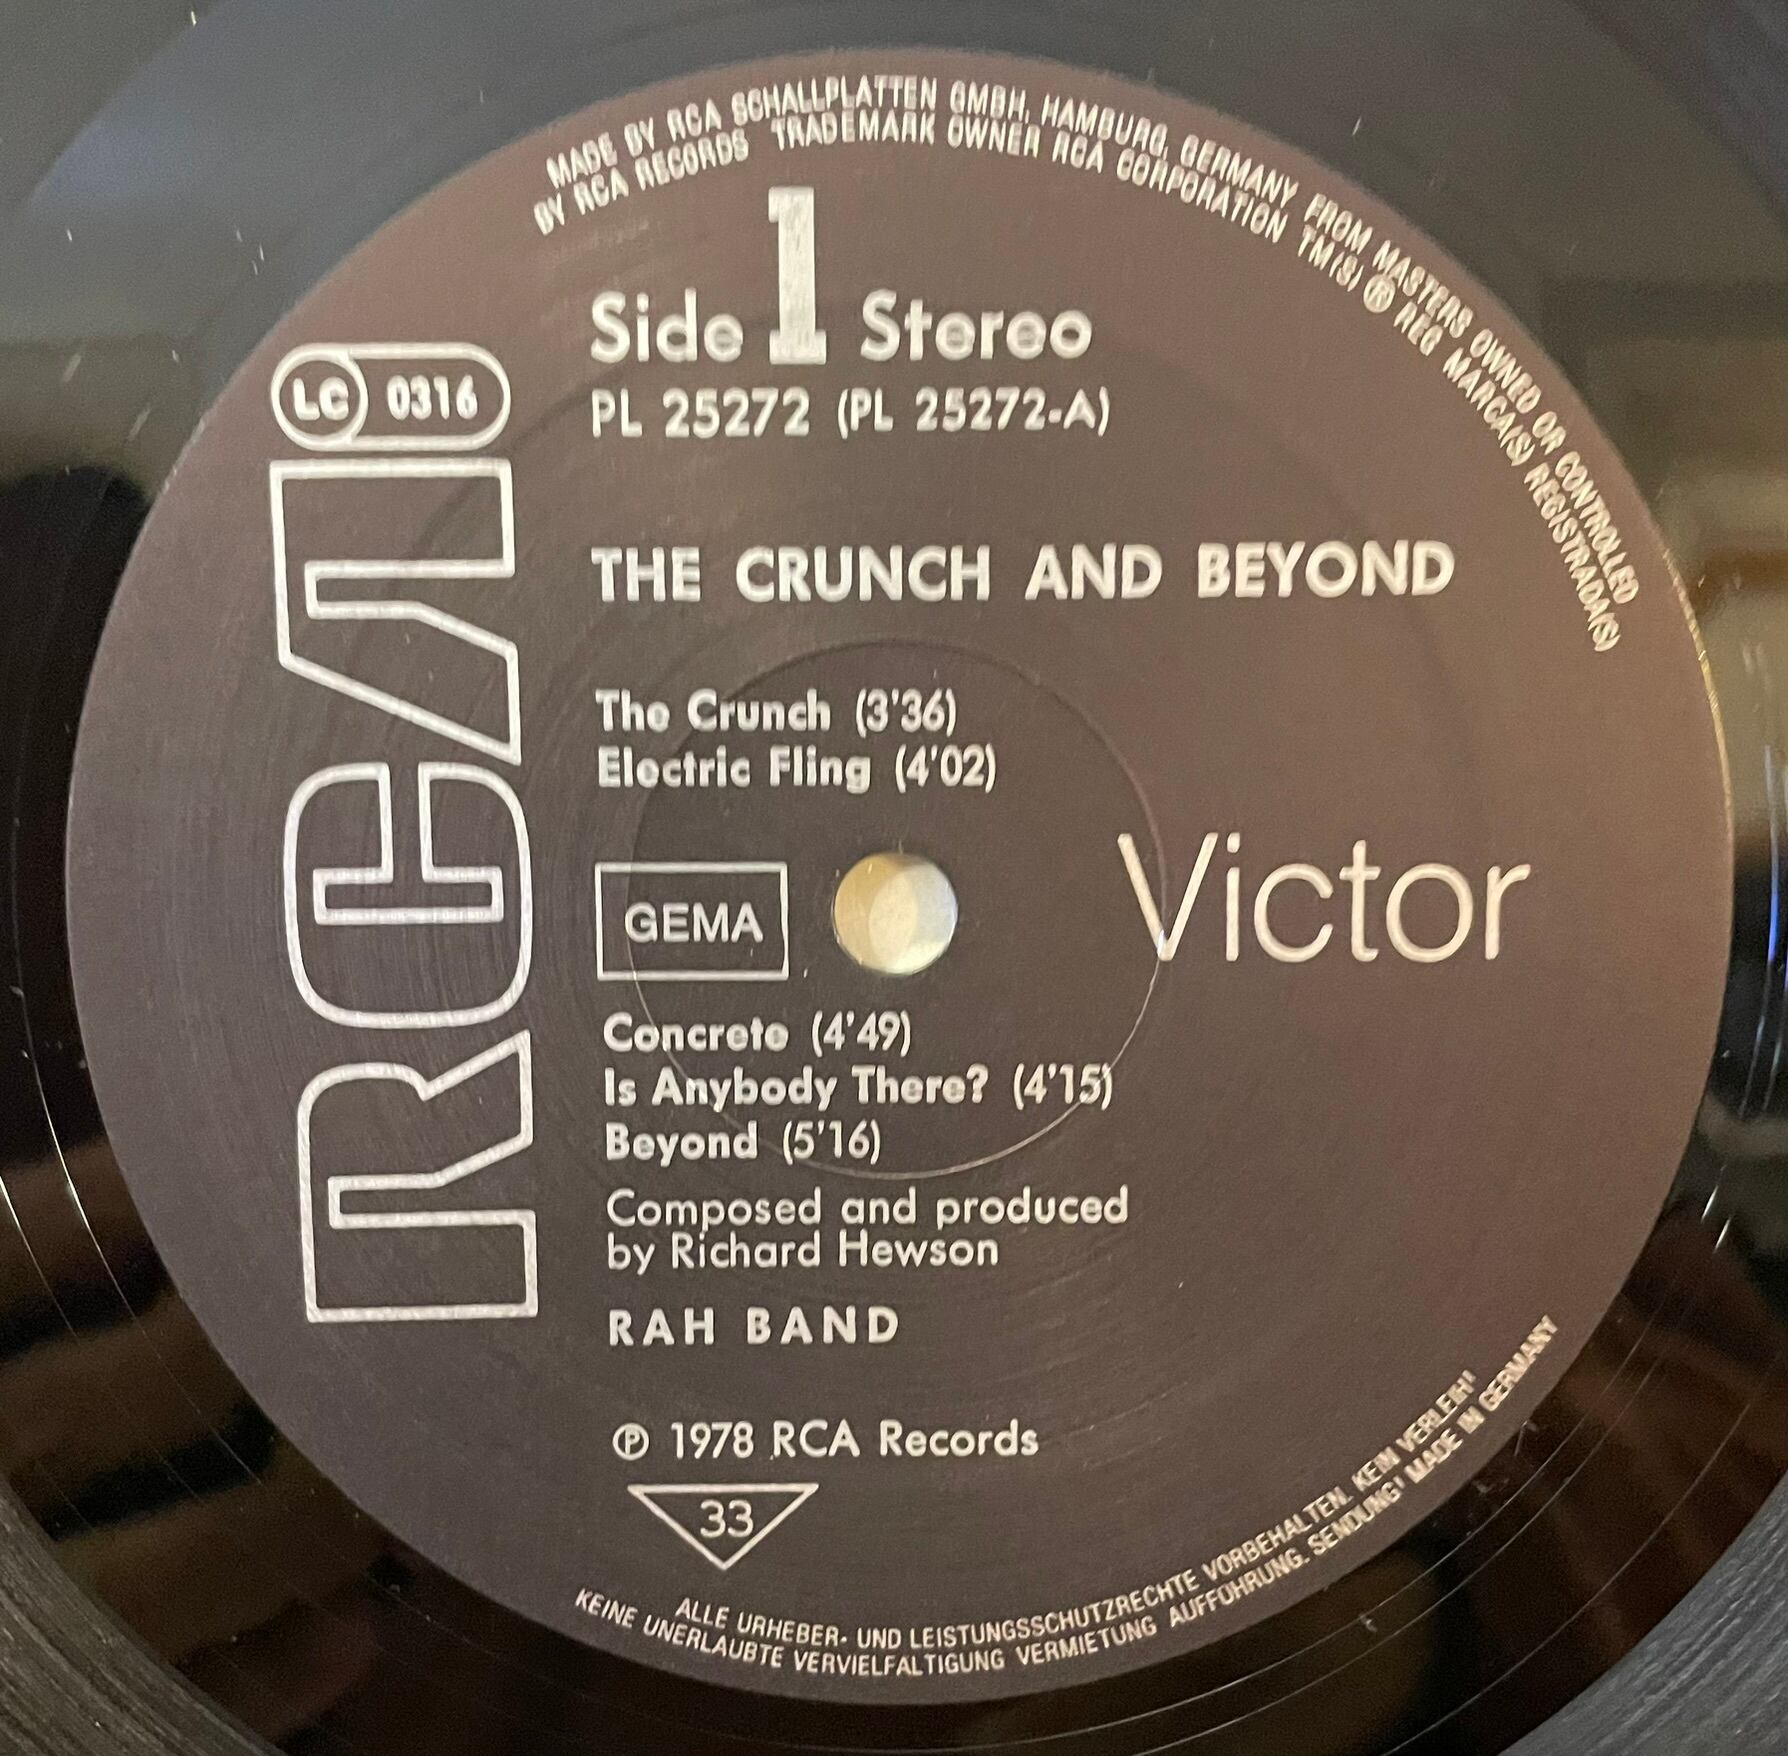 MADE BY RCA SCHALLPLATTEN GMBH, HAMBURG, GERMANY FROM MASTERS OWNED OR CONTROLLED
BY RCA RECORDS TRADEMARK OWNER RCA CORPORATION TM(S) ® REG MARCA(S) REGISTRADA(S)
Side 1 Stereo
LC 0316
PL 25272 (PL 25272-A)
RCA
THE CRUNCH AND BEYOND
The Crunch (3'36)
Electric Fling (4'02)
GEMA
Victor
Concrete (4'49)
Is Anybody There? (4'15)
Beyond (5'16)
Composed and produced
by Richard Hewson
RAH BAND
℗ 1978 RCA Records
33
ALLE URHEBER- UND LEISTUNGSSCHUTZRECHTE VORBEHALTEN. KEIN VERLEIH!
KEINE UNERLAUBTE VERVIELFALTIGUNG VERMIETUNG AUFFÜHRUNG. SENDUNG! MADE IN GERMANY